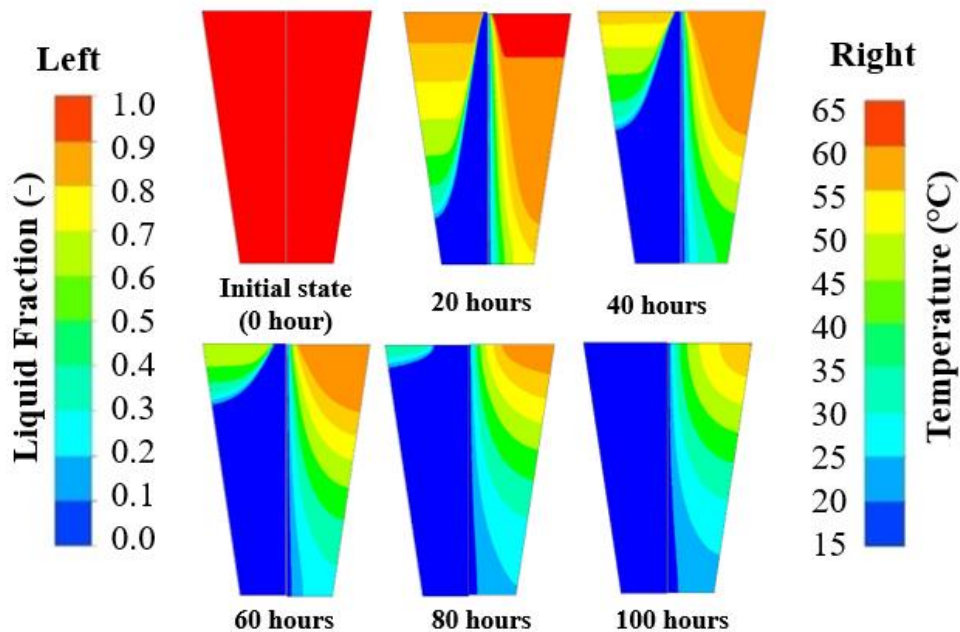 Left
Liquid Fraction (-)
1.0
0.9
0.8
0.7
0.6
0.5
0.4
0.3
0.2
0.1
0.0
Initial state
(0 hour)
20 hours
40 hours
60 hours
80 hours
100 hours
Right
65
60
55
50
45
40
35
30
25
20
15
Temperature (°C)